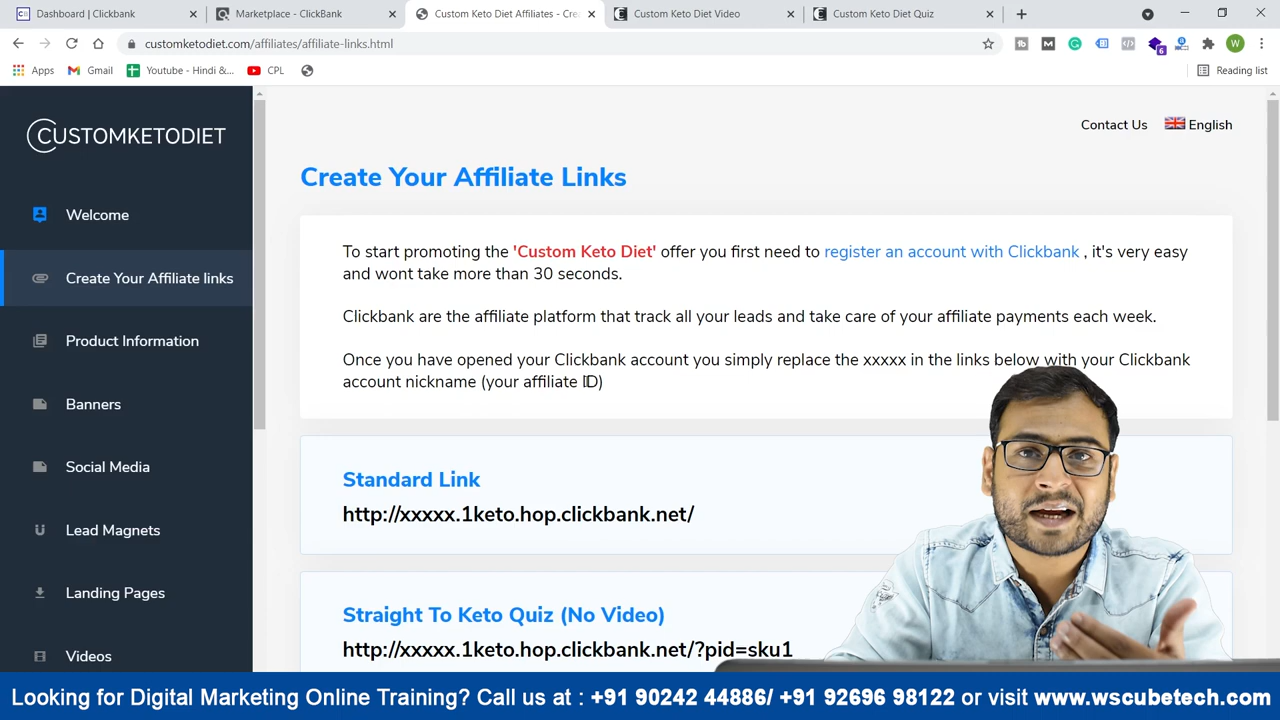 Dashboard | Clickbank
Marketplace - ClickBank
Custom Keto Diet Affiliates - Cre
Custom Keto Diet Video
Custom Keto Diet Quiz
customketodiet.com/affiliates/affiliate-links.html
6
W
Apps
Gmail
Youtube - Hindi &...
CPL
Reading list
CUSTOMKETODIET
Contact Us
English
Welcome
Create Your Affiliate links
Product Information
Banners
Social Media
Lead Magnets
Landing Pages
Videos
Create Your Affiliate Links
To start promoting the 'Custom Keto Diet' offer you first need to register an account with Clickbank , it's very easy
and wont take more than 30 seconds.
Clickbank are the affiliate platform that track all your leads and take care of your affiliate payments each week.
Once you have opened your Clickbank account you simply replace the xxxxx in the links below with your Clickbank
account nickname (your affiliate ID)
Standard Link
http://xxxxx.1keto.hop.clickbank.net/
Straight To Keto Quiz (No Video)
http://xxxxx.1keto.hop.clickbank.net/?pid=sku1
Looking for Digital Marketing Online Training? Call us at : +91 90242 44886/ +91 92696 98122 or visit www.wscubetech.com